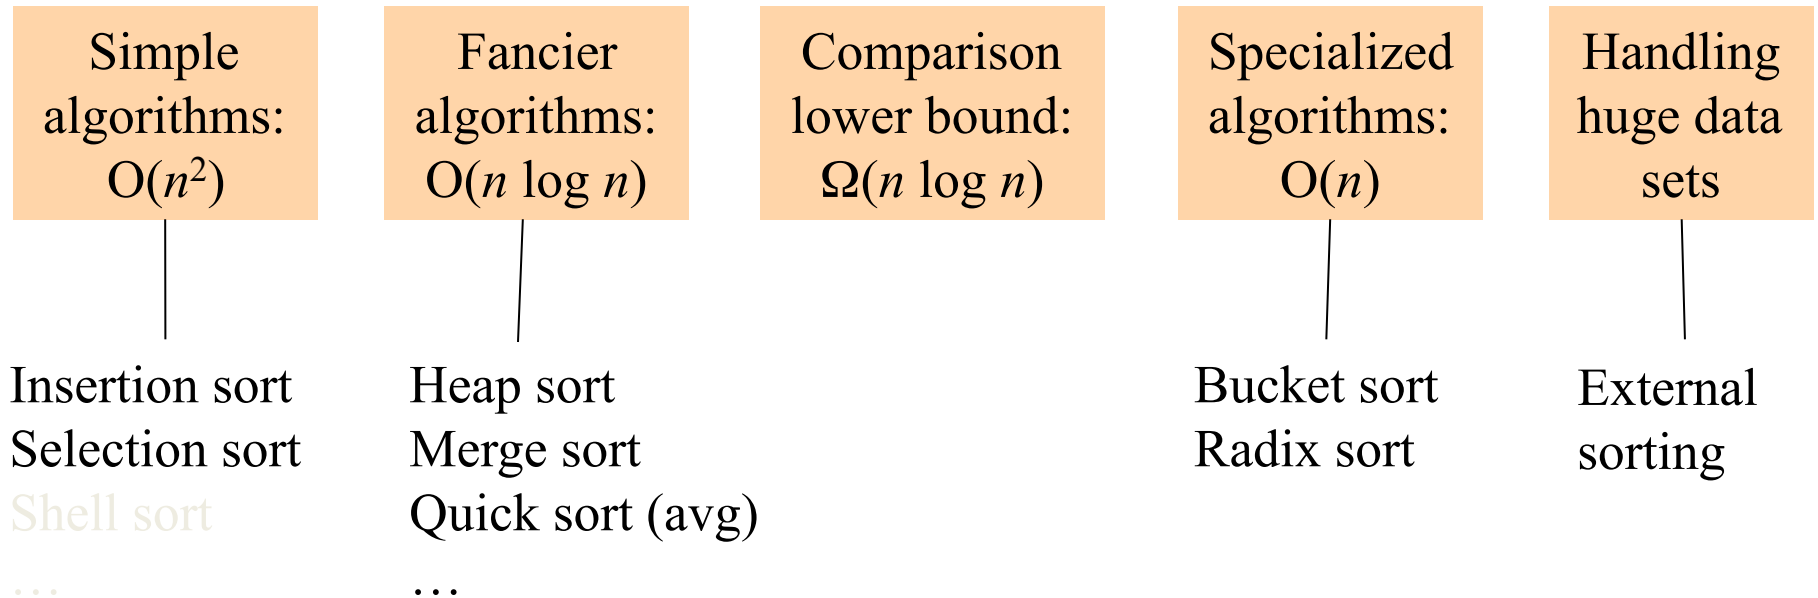 Simple
algorithms:
O(n²)
Fancier
algorithms:
O(n log n)
Comparison
lower bound:
Ω(n log n)
Specialized
algorithms:
O(n)
Handling
huge data
sets
Insertion sort
Selection sort
Shell sort
…
Heap sort
Merge sort
Quick sort (avg)
…
Bucket sort
Radix sort
External
sorting